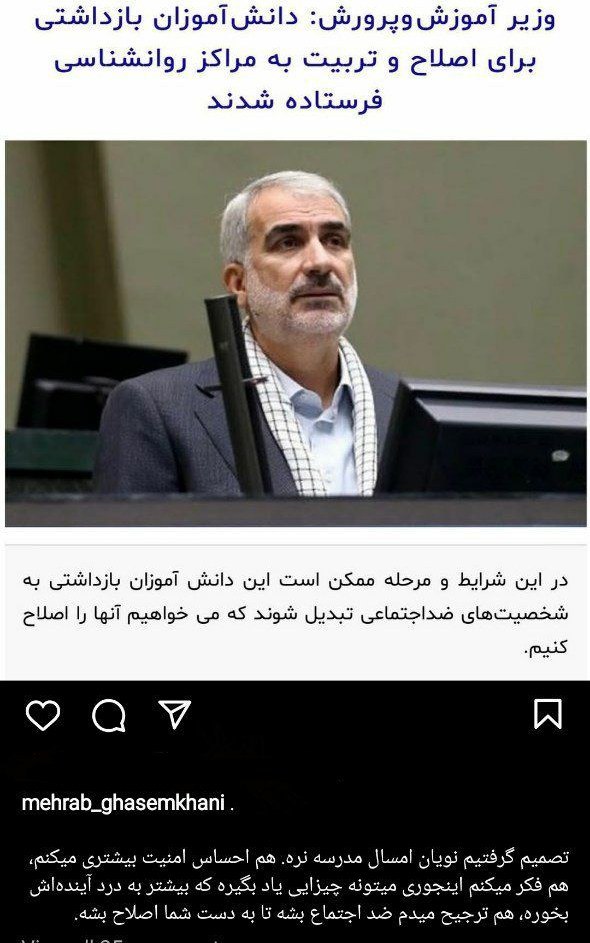 وزیر آموزش‌وپرورش: دانش‌آموزان بازداشتی
برای اصلاح و تربیت به مراکز روانشناسی
فرستاده شدند
در این شرایط و مرحله ممکن است این دانش آموزان بازداشتی به
شخصیت‌های ضداجتماعی تبدیل شوند که می خواهیم آنها را اصلاح
کنیم.
mehrab_ghasemkhani .
تصمیم گرفتیم نویان امسال مدرسه نره. هم احساس امنیت بیشتری میکنم،
هم فکر میکنم اینجوری میتونه چیزایی یاد بگیره که بیشتر به درد آینده‌اش
بخوره، هم ترجیح میدم ضد اجتماع بشه تا به دست شما اصلاح بشه.